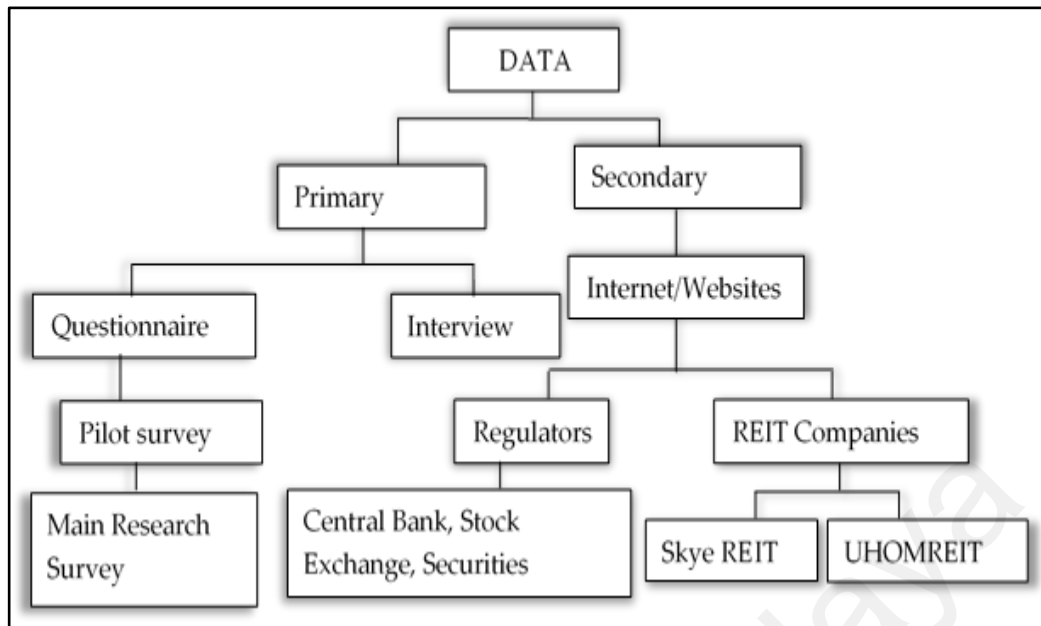 DATA
Primary
Secondary
Questionnaire
Interview
Internet/Websites
Pilot survey
Regulators
REIT Companies
Main Research
Survey
Central Bank, Stock
Exchange, Securities
Skye REIT
UHOMREIT